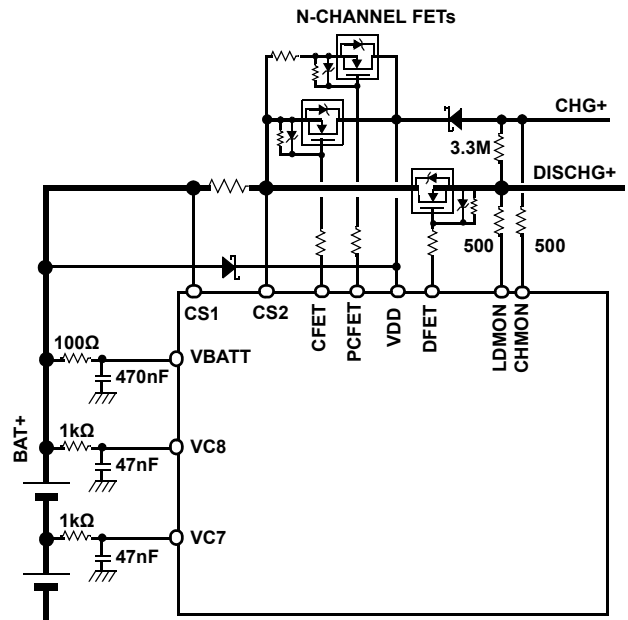 N-CHANNEL FETs
CHG+
3.3M
DISCHG+
500
500
CS1
CS2
CFET
PCFET
VDD
DFET
LDMON
CHMON
100Ω
VBATT
470nF
BAT+
1kΩ
VC8
47nF
1kΩ
VC7
47nF